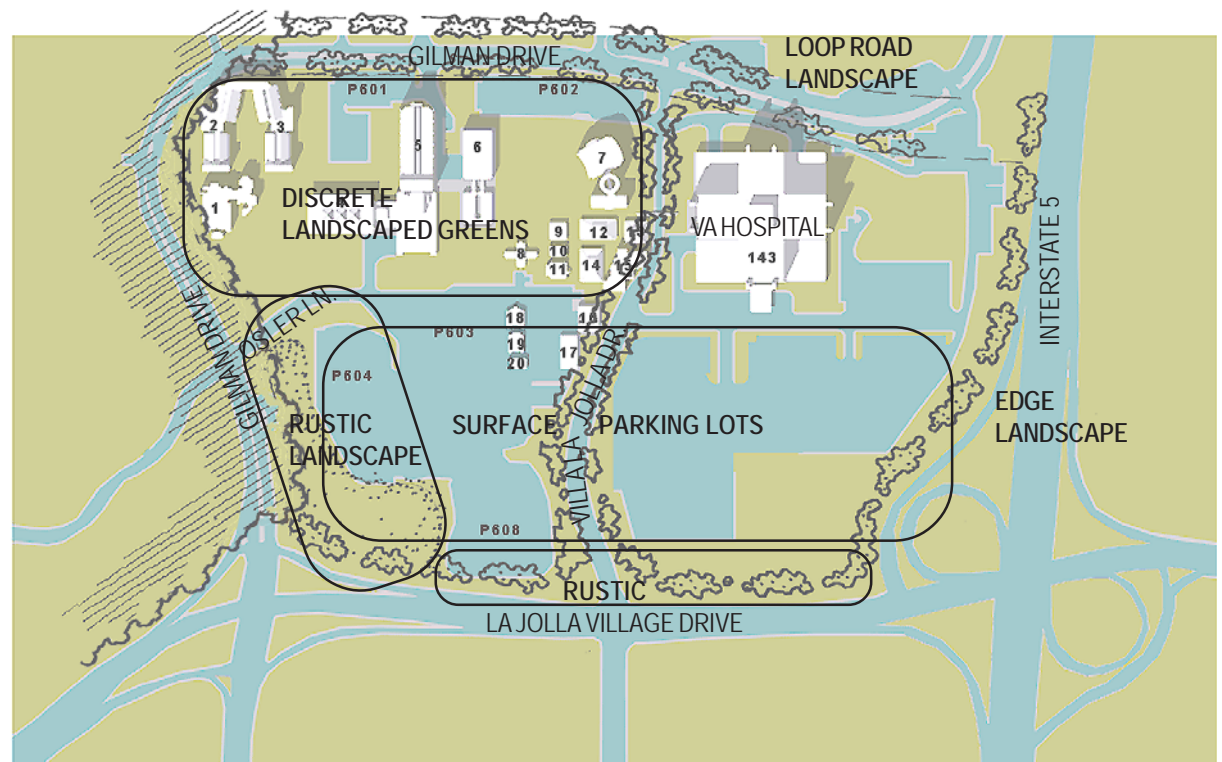 LOOP ROAD
LANDSCAPE
GILMAN DRIVE
P601
P602
2
3
5
6
7
1
DISCRETE
LANDSCAPED GREENS
9
12
10
8
11
14
15
VA HOSPITAL
143
INTERSTATE 5
OSLER LN.
GILMAN DRIVE
18
16
P603
19
17
20
P604
VILLA LA JOLLA DR.
RUSTIC
LANDSCAPE
SURFACE PARKING LOTS
EDGE
LANDSCAPE
P608
RUSTIC
LA JOLLA VILLAGE DRIVE